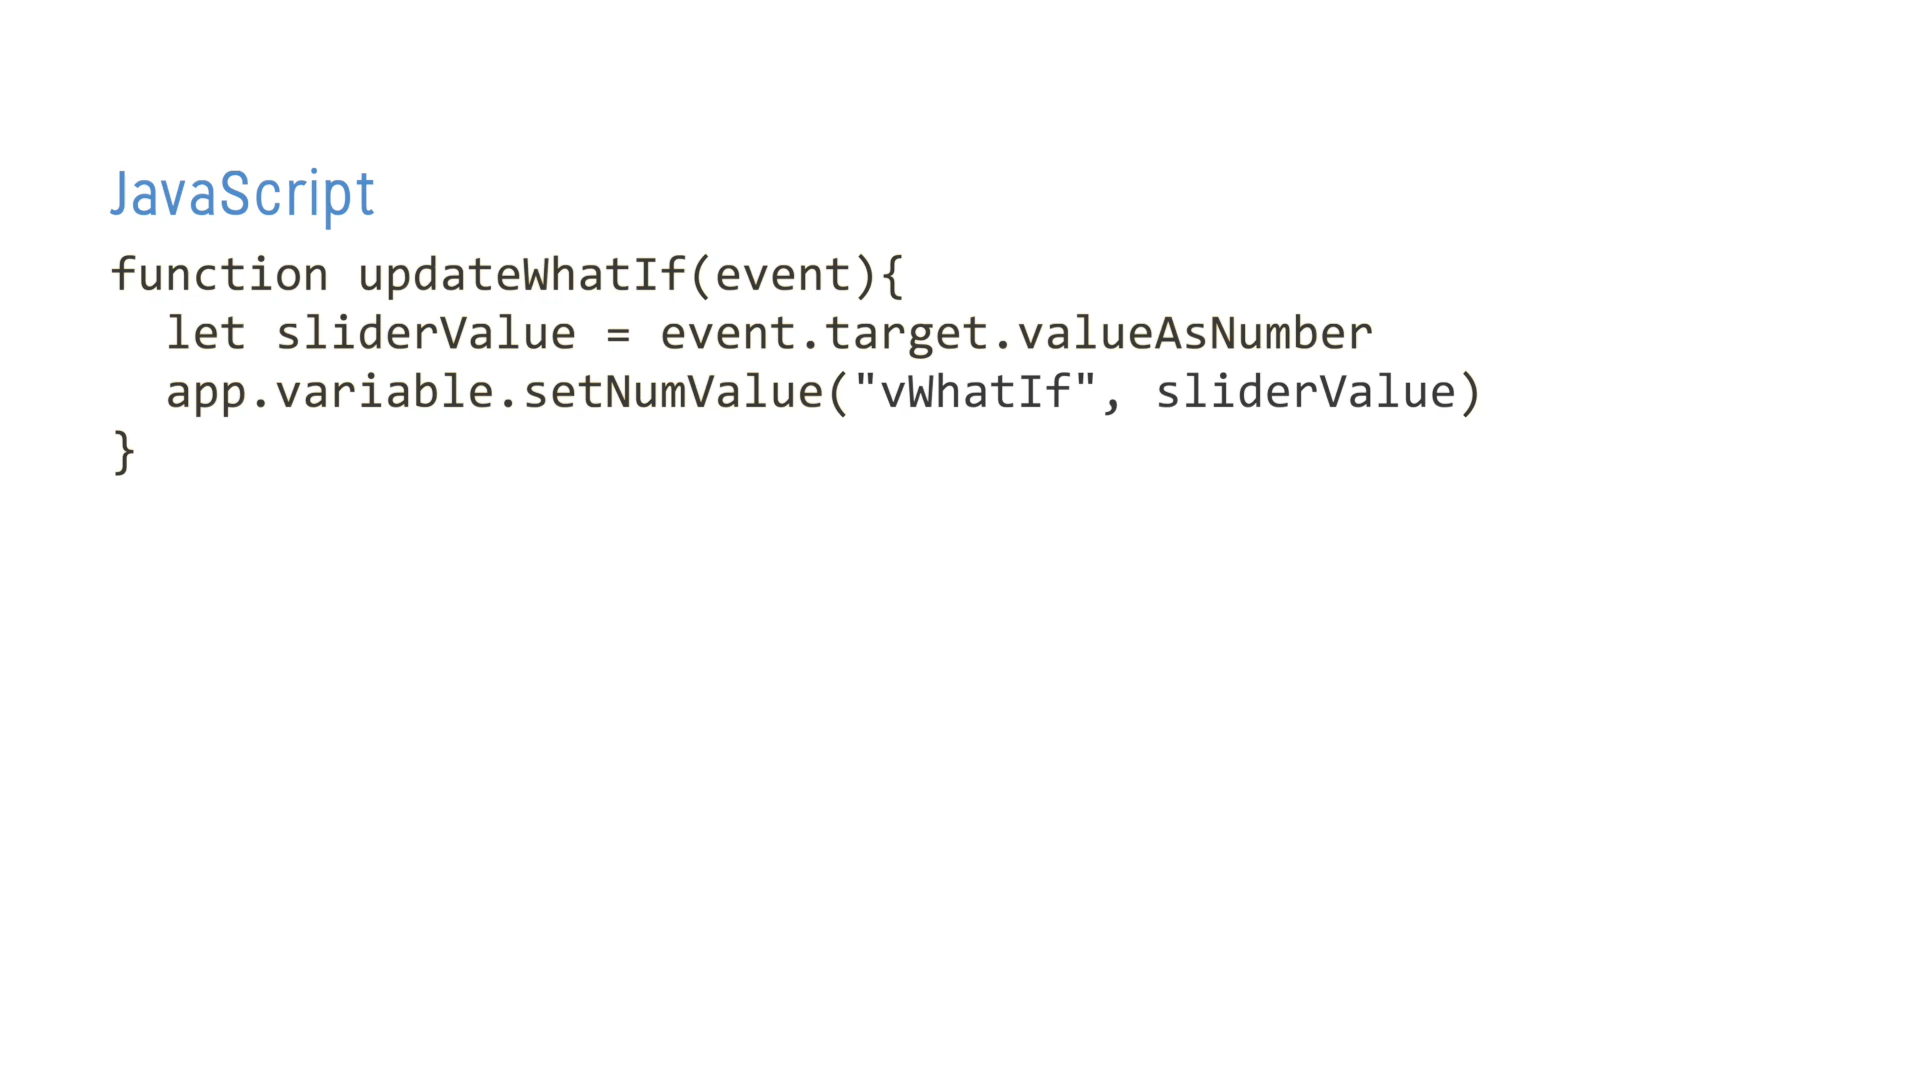 JavaScript
function updateWhatIf(event){
  let sliderValue = event.target.valueAsNumber
  app.variable.setNumValue("vWhatIf", sliderValue)
}